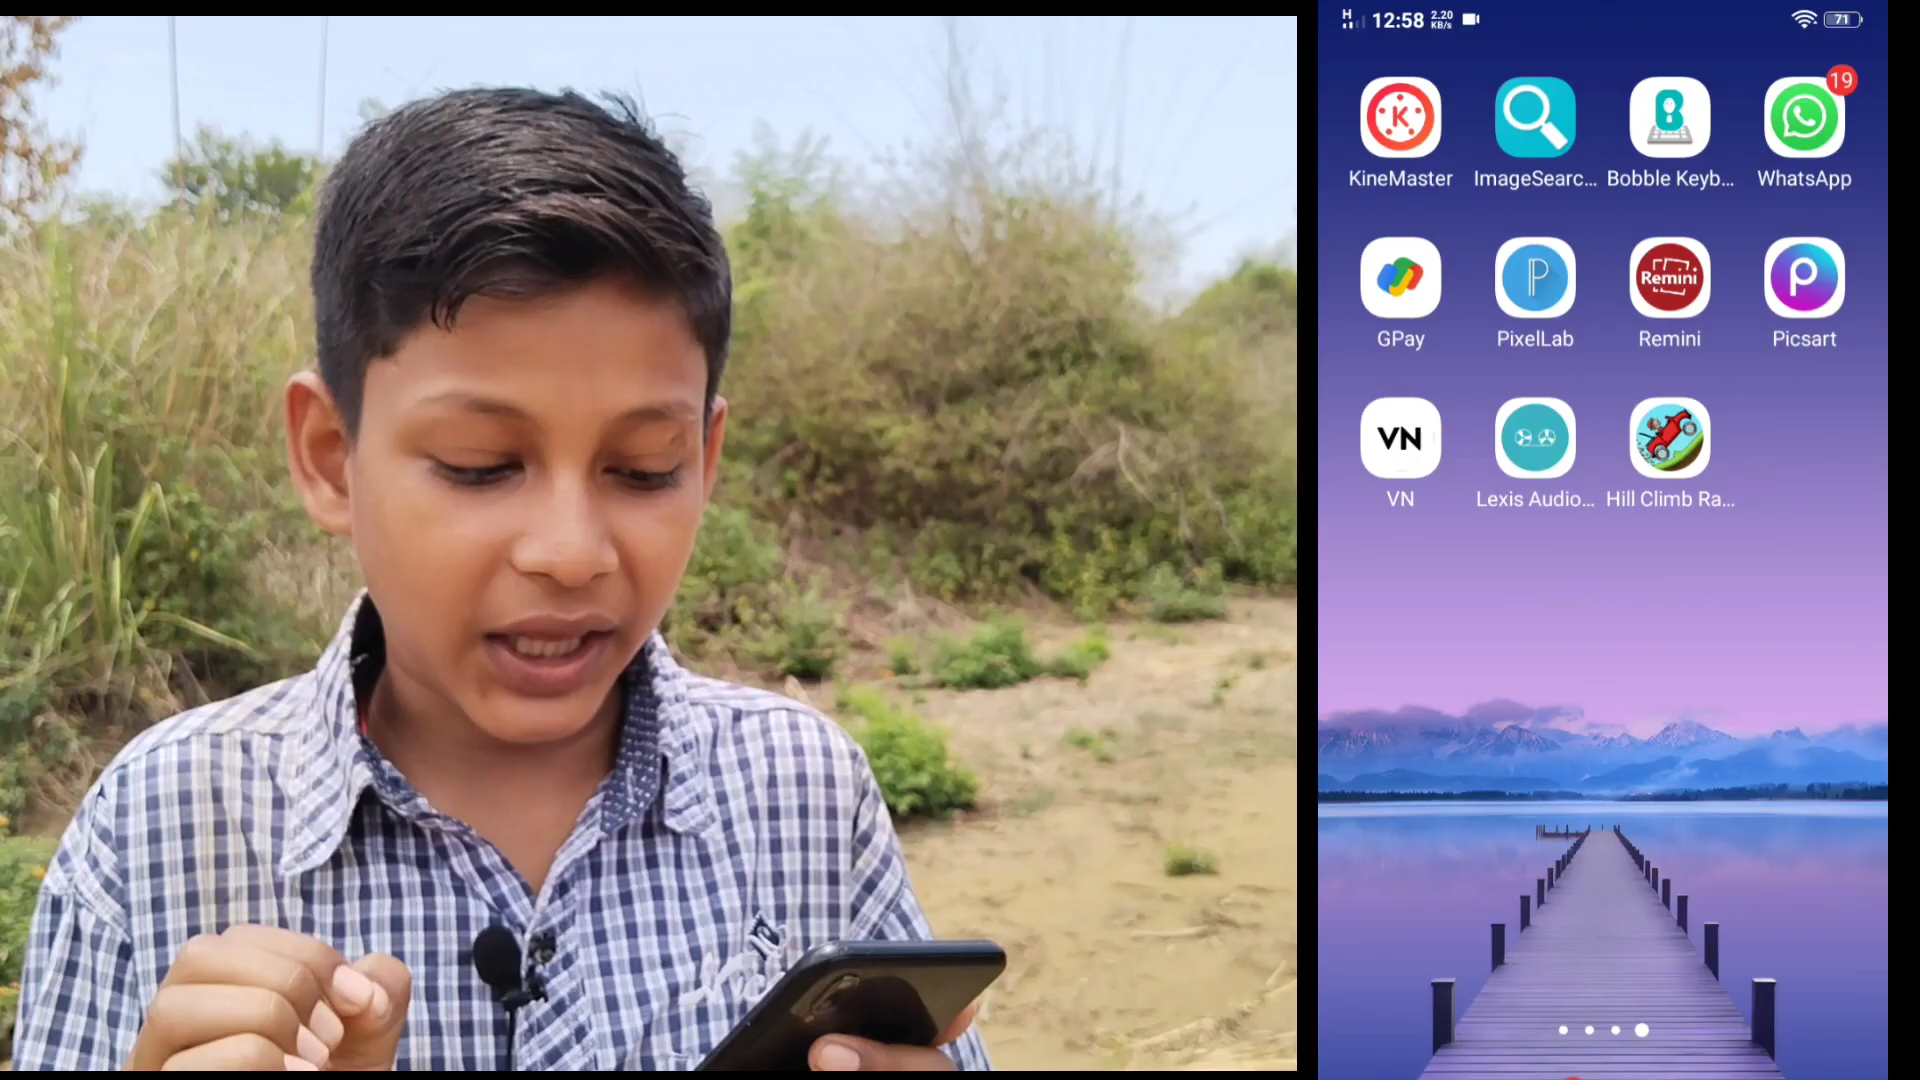 H 12:58 2.20 KB/s 71
19
K
KineMaster ImageSearc... Bobble Keyb... WhatsApp
Remini
GPay PixelLab Remini Picsart
VN
VN Lexis Audio... Hill Climb Ra...